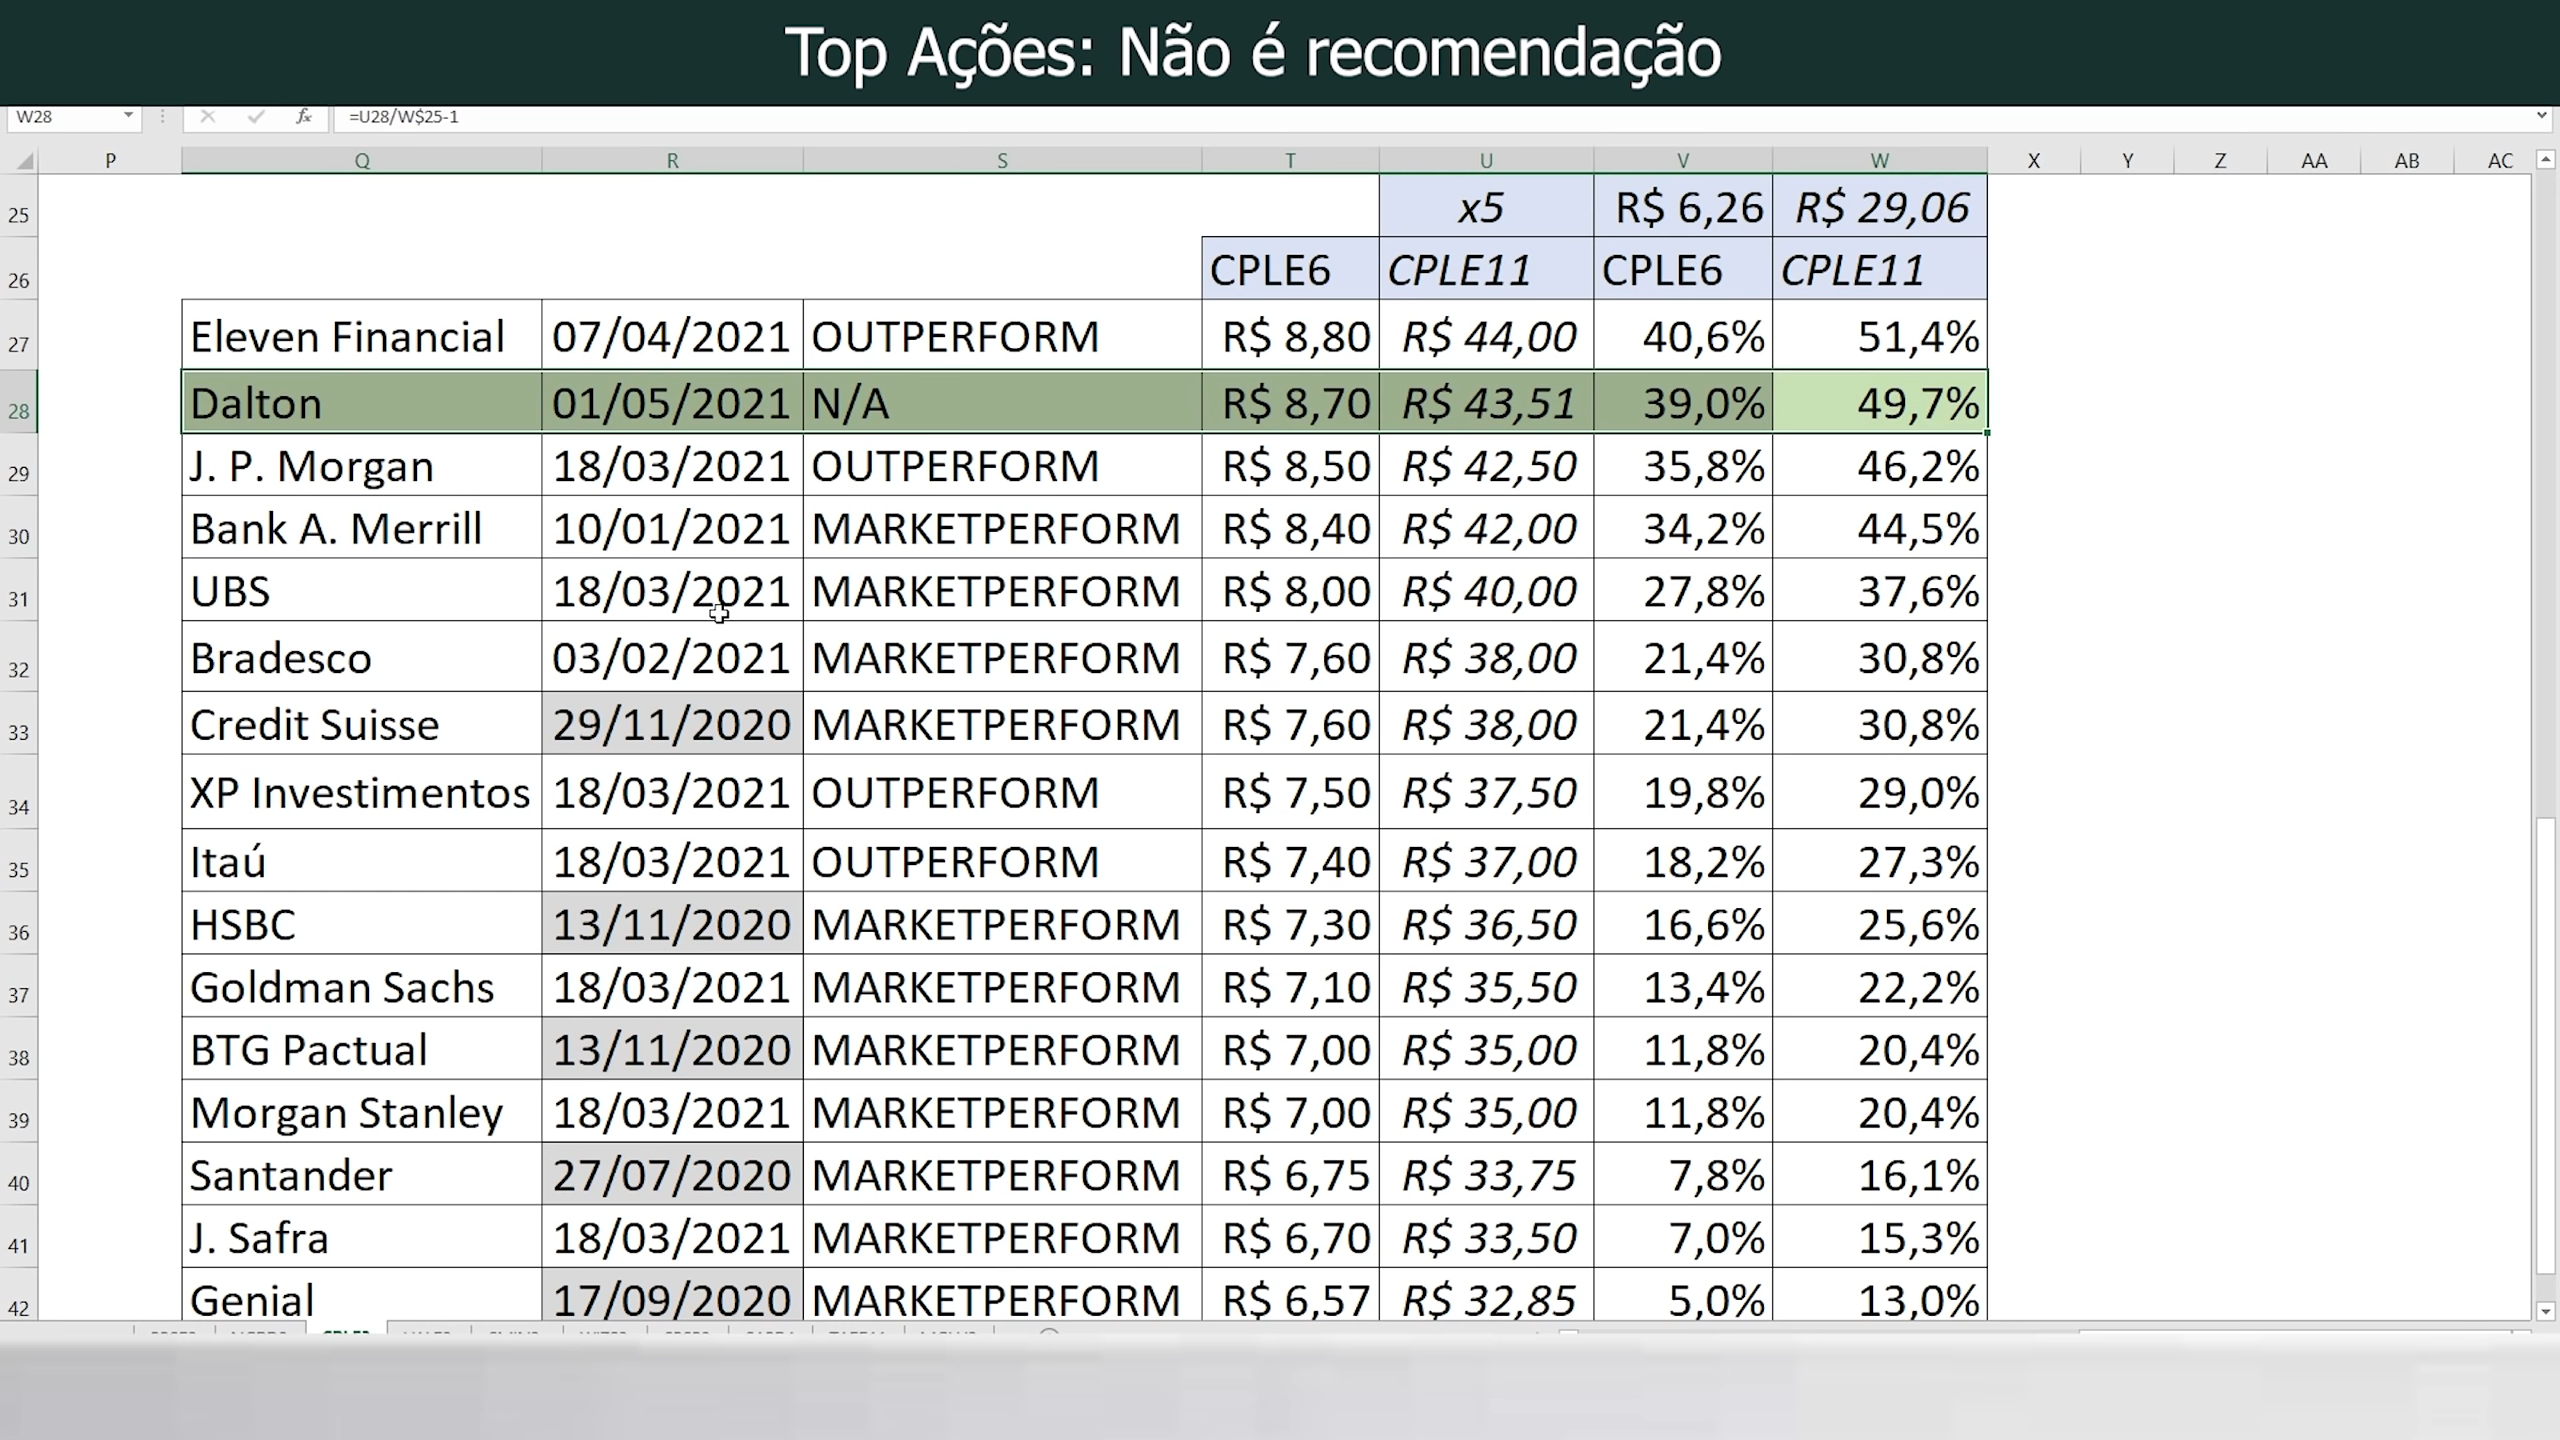 Top Ações: Não é recomendação
W28 fx =U28/W$25-1
P Q R S T U V W X Y Z AA AB AC
25 x5 R$ 6,26 R$ 29,06
26 CPLE6 CPLE11 CPLE6 CPLE11
27 Eleven Financial 07/04/2021 OUTPERFORM R$ 8,80 R$ 44,00 40,6% 51,4%
28 Dalton 01/05/2021 N/A R$ 8,70 R$ 43,51 39,0% 49,7%
29 J. P. Morgan 18/03/2021 OUTPERFORM R$ 8,50 R$ 42,50 35,8% 46,2%
30 Bank A. Merrill 10/01/2021 MARKETPERFORM R$ 8,40 R$ 42,00 34,2% 44,5%
31 UBS 18/03/2021 MARKETPERFORM R$ 8,00 R$ 40,00 27,8% 37,6%
32 Bradesco 03/02/2021 MARKETPERFORM R$ 7,60 R$ 38,00 21,4% 30,8%
33 Credit Suisse 29/11/2020 MARKETPERFORM R$ 7,60 R$ 38,00 21,4% 30,8%
34 XP Investimentos 18/03/2021 OUTPERFORM R$ 7,50 R$ 37,50 19,8% 29,0%
35 Itaú 18/03/2021 OUTPERFORM R$ 7,40 R$ 37,00 18,2% 27,3%
36 HSBC 13/11/2020 MARKETPERFORM R$ 7,30 R$ 36,50 16,6% 25,6%
37 Goldman Sachs 18/03/2021 MARKETPERFORM R$ 7,10 R$ 35,50 13,4% 22,2%
38 BTG Pactual 13/11/2020 MARKETPERFORM R$ 7,00 R$ 35,00 11,8% 20,4%
39 Morgan Stanley 18/03/2021 MARKETPERFORM R$ 7,00 R$ 35,00 11,8% 20,4%
40 Santander 27/07/2020 MARKETPERFORM R$ 6,75 R$ 33,75 7,8% 16,1%
41 J. Safra 18/03/2021 MARKETPERFORM R$ 6,70 R$ 33,50 7,0% 15,3%
42 Genial 17/09/2020 MARKETPERFORM R$ 6,57 R$ 32,85 5,0% 13,0%